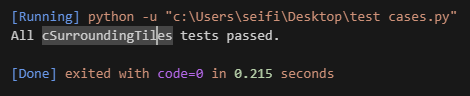 [Running] python -u "c:\Users\seifi\Desktop\test cases.py"
All cSurroundingTiles tests passed.
[Done] exited with code=0 in 0.215 seconds